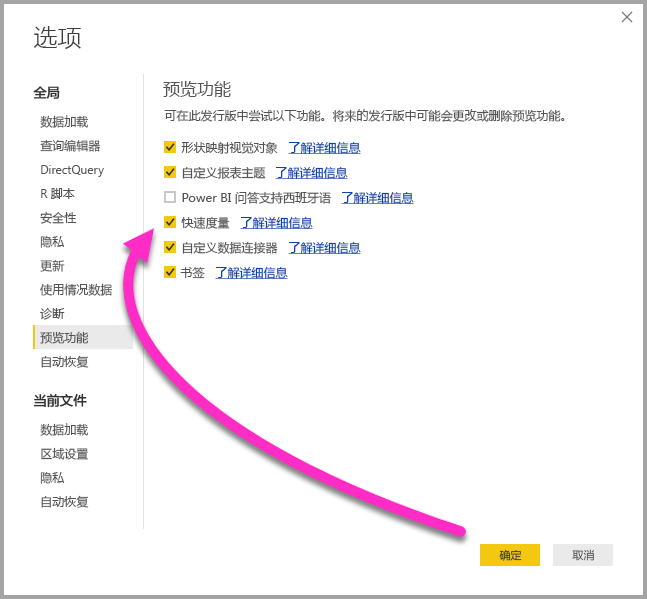 选项
全局
数据加载
查询编辑器
DirectQuery
R 脚本
安全性
隐私
更新
使用情况数据
诊断
预览功能
自动恢复
当前文件
数据加载
区域设置
隐私
自动恢复
预览功能
可在此发行版中尝试以下功能。将来的发行版中可能会更改或删除预览功能。
形状映射视觉对象 了解详细信息
自定义报表主题 了解详细信息
Power BI 问答支持西班牙语 了解详细信息
快速度量 了解详细信息
自定义数据连接器 了解详细信息
书签 了解详细信息
确定 取消